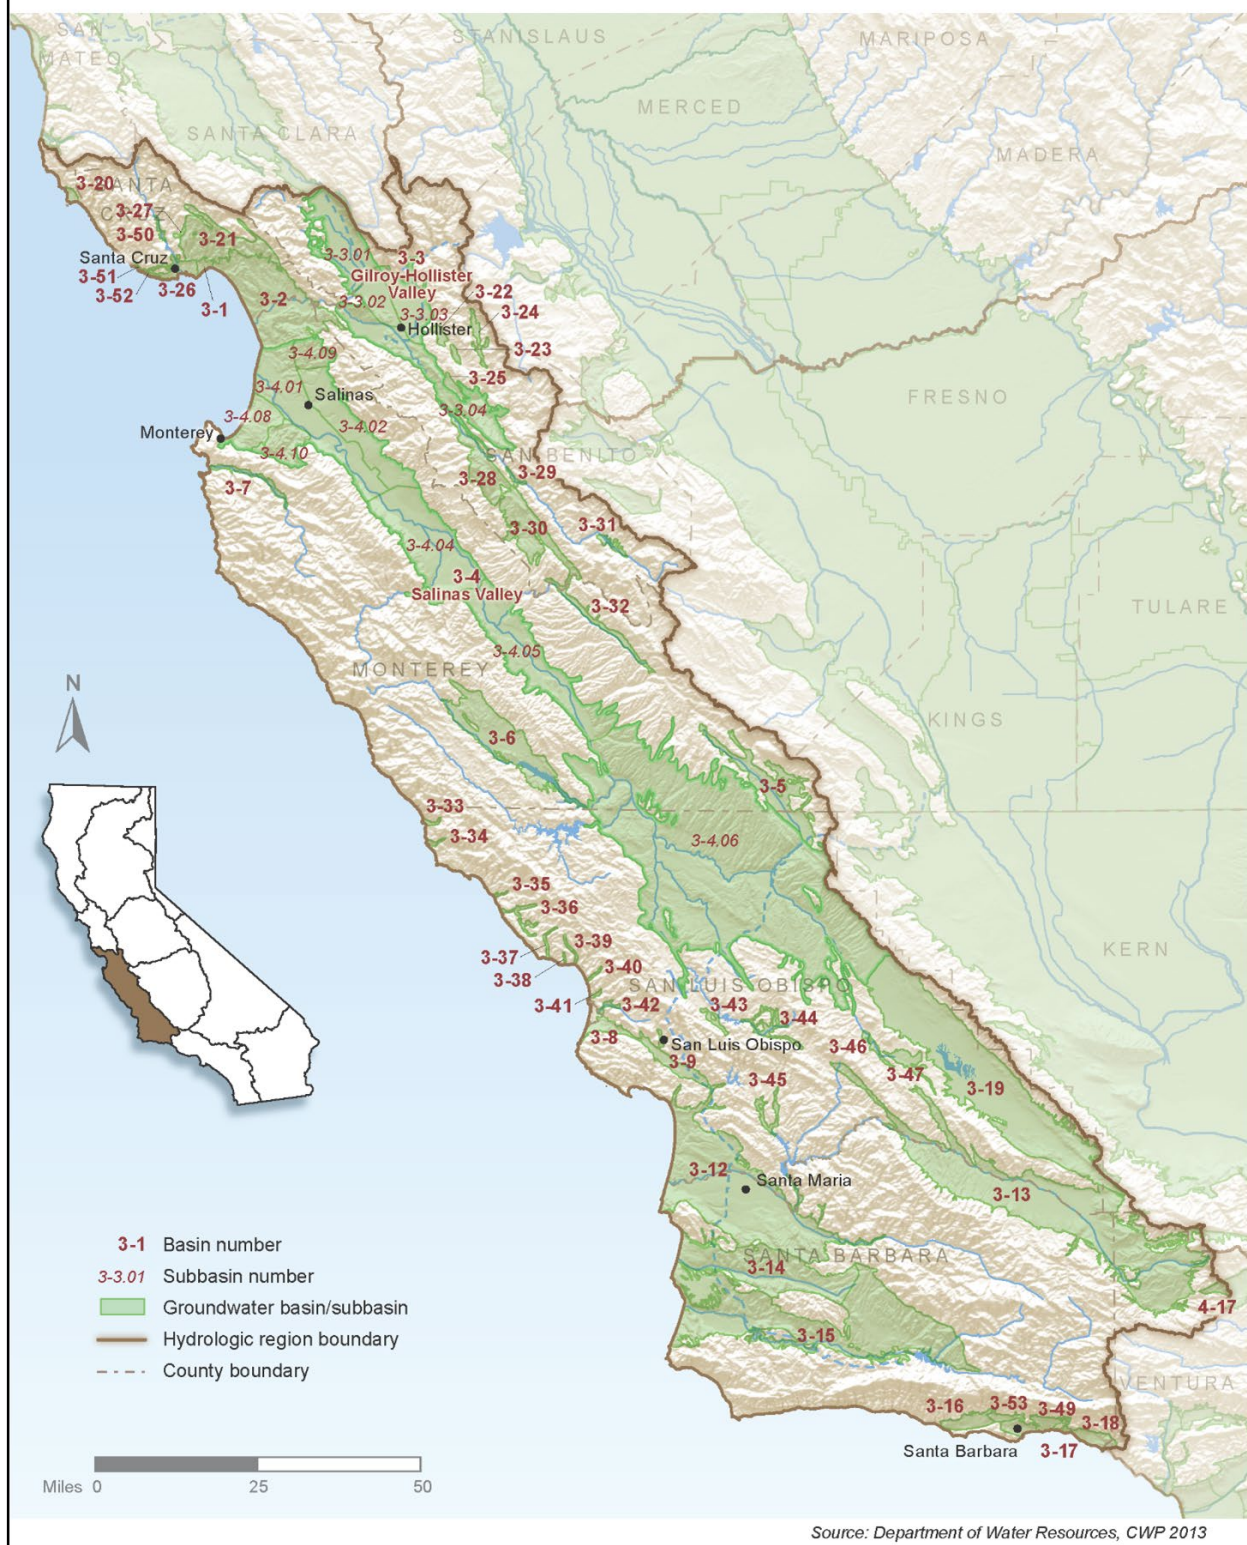 SAN
MATEO
STANISLAUS
MARIPOSA
MERCED
SANTA CLARA
MADERA
3-20
SANTA
CRUZ
3-27
3-50
3-21
Santa Cruz
3-51
3-52
3-26
3-1
3-2
3-3.01
3-3
Gilroy-Hollister
Valley
3-3.02
3-22
3-3.03
3-24
Hollister
3-23
3-4.09
3-25
3-4.01
Salinas
FRESNO
3-4.08
3-3.04
3-4.02
Monterey
3-4.10
SAN BENITO
3-29
3-28
3-7
3-30
3-31
3-4.04
3-4
Salinas Valley
3-32
TULARE
3-4.05
MONTEREY
N
KINGS
3-6
3-5
3-33
3-34
3-4.06
3-35
3-36
3-39
KERN
3-37
3-40
3-38
SAN LUIS OBISPO
3-41
3-42
3-43
3-44
3-8
San Luis Obispo
3-46
3-9
3-45
3-47
3-19
3-12
Santa Maria
3-13
SANTA BARBARA
3-14
4-17
3-15
VENTURA
3-16
3-53
3-49
3-18
Santa Barbara
3-17
3-1 Basin number
3-3.01 Subbasin number
Groundwater basin/subbasin
Hydrologic region boundary
County boundary
Miles 0 25 50
Source: Department of Water Resources, CWP 2013